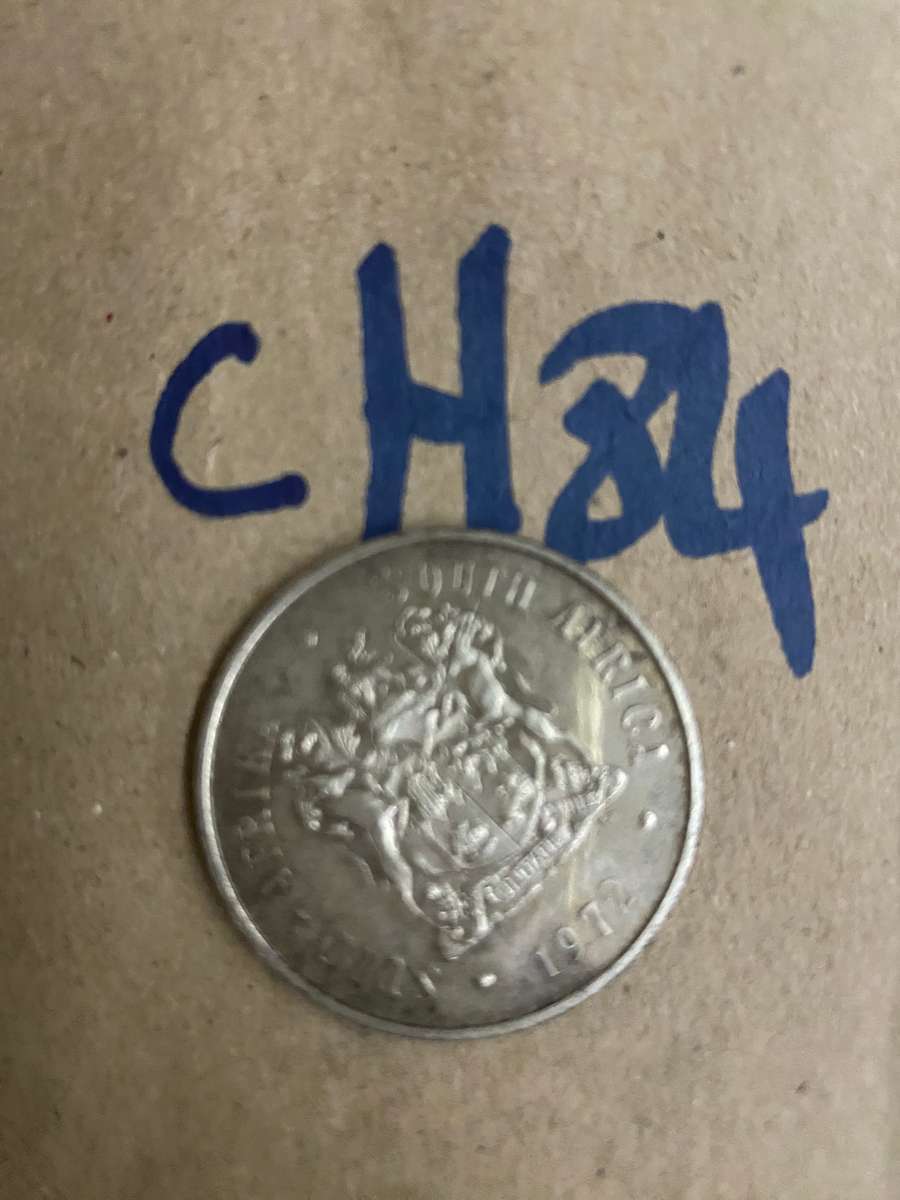 CH84
SOUTH AFRICA
SUID-AFRIKA
1972